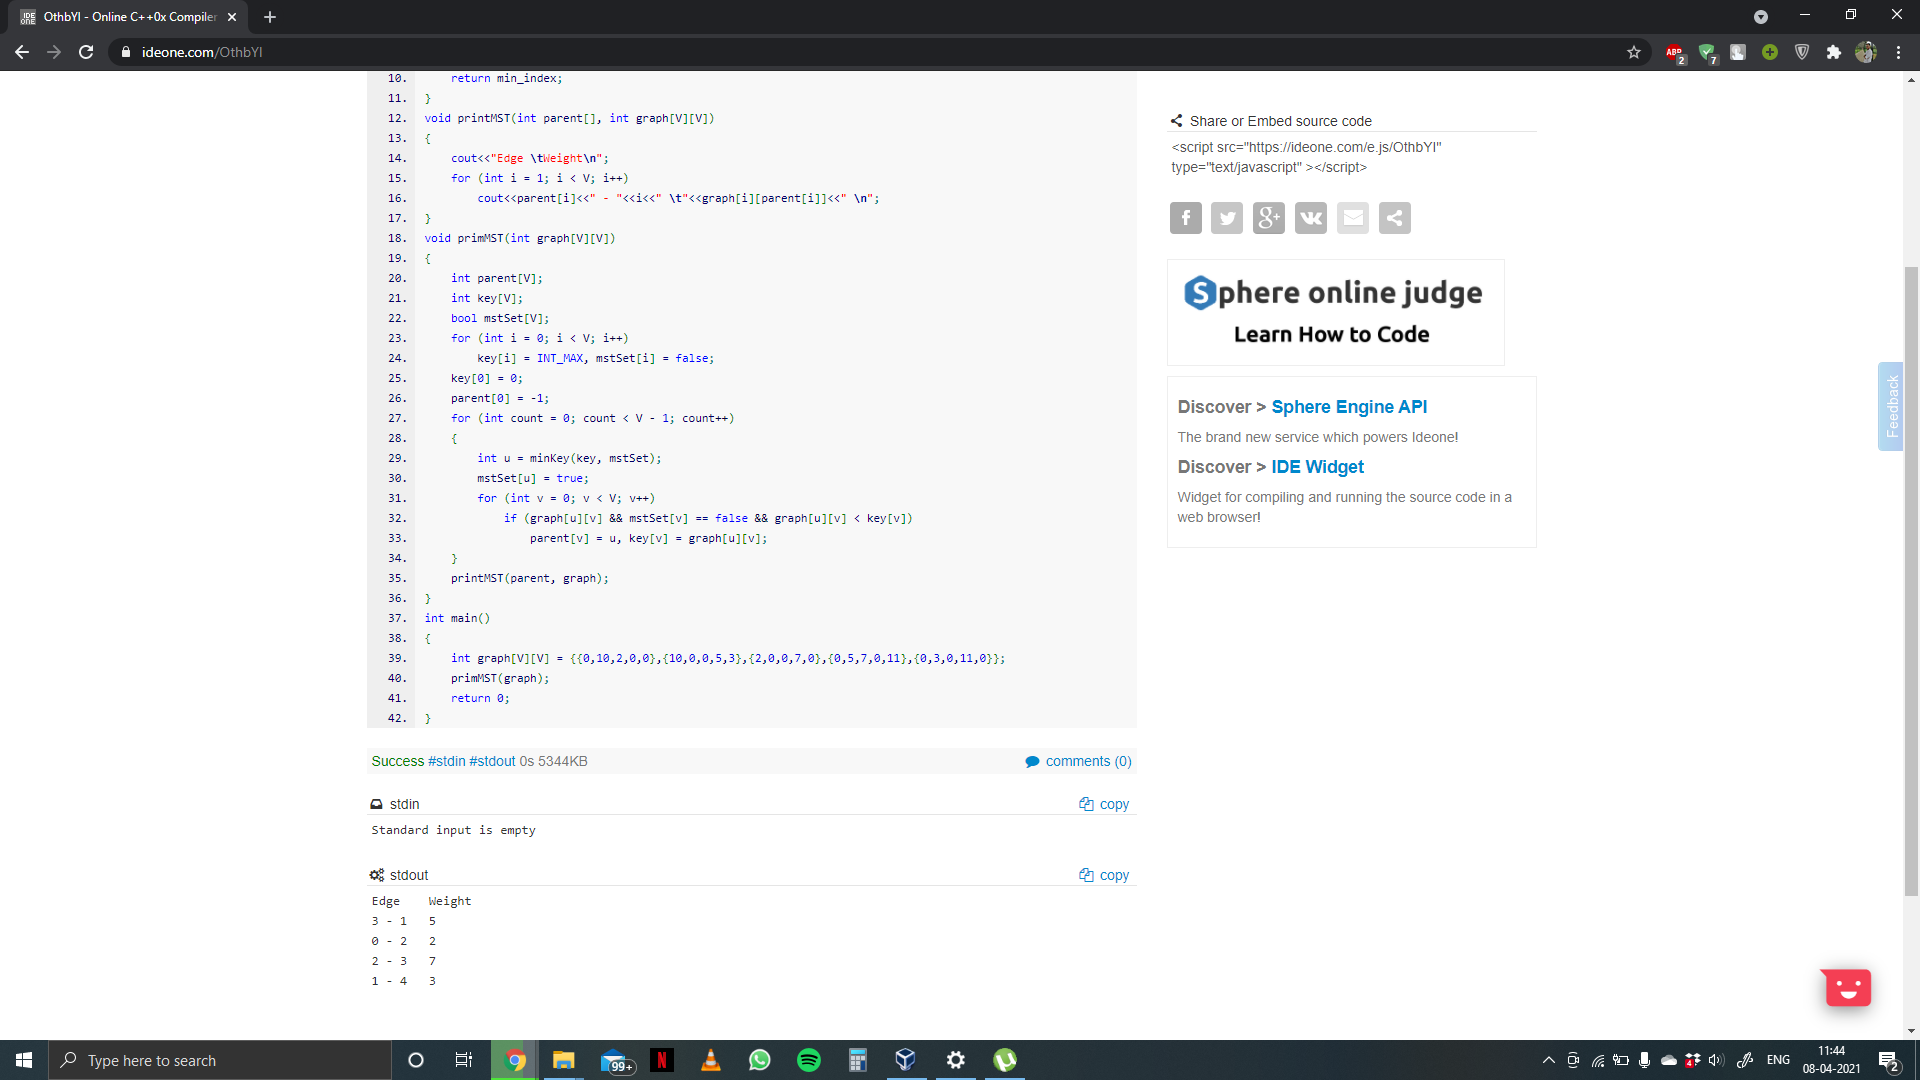 OthbYI - Online C++0x Compiler
ideone.com/OthbYI
ABP
2
7
10. return min_index;
11. }
12. void printMST(int parent[], int graph[V][V])
13. {
14. cout<<"Edge \tWeight\n";
15. for (int i = 1; i < V; i++)
16. cout<<parent[i]<<" - "<<i<<" \t"<<graph[i][parent[i]]<<" \n";
17. }
18. void primMST(int graph[V][V])
19. {
20. int parent[V];
21. int key[V];
22. bool mstSet[V];
23. for (int i = 0; i < V; i++)
24. key[i] = INT_MAX, mstSet[i] = false;
25. key[0] = 0;
26. parent[0] = -1;
27. for (int count = 0; count < V - 1; count++)
28. {
29. int u = minKey(key, mstSet);
30. mstSet[u] = true;
31. for (int v = 0; v < V; v++)
32. if (graph[u][v] && mstSet[v] == false && graph[u][v] < key[v])
33. parent[v] = u, key[v] = graph[u][v];
34. }
35. printMST(parent, graph);
36. }
37. int main()
38. {
39. int graph[V][V] = {{0,10,2,0,0},{10,0,0,5,3},{2,0,0,7,0},{0,5,7,0,11},{0,3,0,11,0}};
40. primMST(graph);
41. return 0;
42. }
Success #stdin #stdout 0s 5344KB
comments (0)
stdin
copy
Standard input is empty
stdout
copy
Edge Weight
3 - 1 5
0 - 2 2
2 - 3 7
1 - 4 3
Share or Embed source code
<script src="https://ideone.com/e.js/OthbYI"
type="text/javascript" ></script>
Sphere online judge
Learn How to Code
Discover > Sphere Engine API
The brand new service which powers Ideone!
Discover > IDE Widget
Widget for compiling and running the source code in a
web browser!
Feedback
Type here to search
99+
N
ENG
11:44
08-04-2021
2